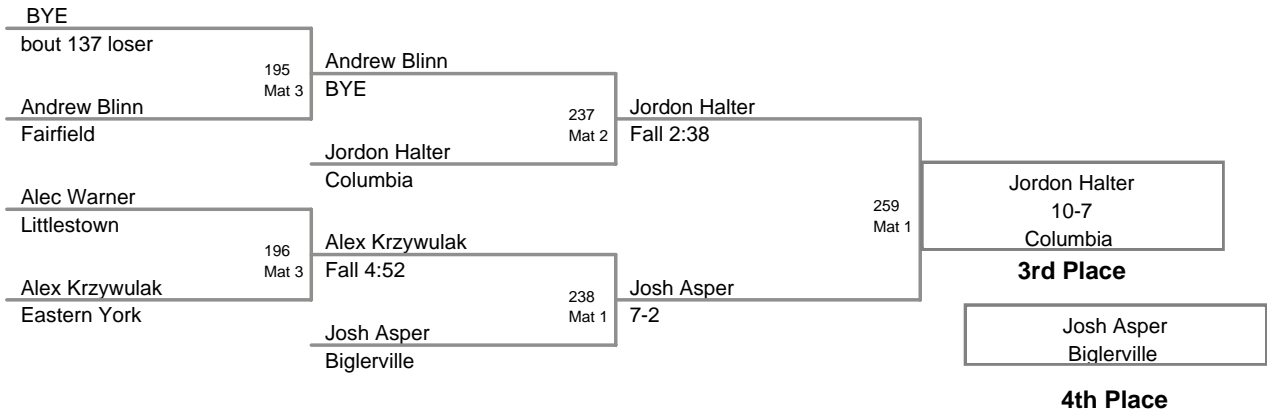 BYE
bout 137 loser
195
Mat 3
Andrew Blinn
Fairfield
Alec Warner
Littlestown
196
Mat 3
Alex Krzywulak
Eastern York
Andrew Blinn
BYE
237
Mat 2
Jordon Halter
Columbia
Alex Krzywulak
Fall 4:52
238
Mat 1
Josh Asper
Biglerville
Jordon Halter
Fall 2:38
259
Mat 1
Josh Asper
7-2
Jordon Halter
10-7
Columbia
3rd Place
Josh Asper
Biglerville
4th Place